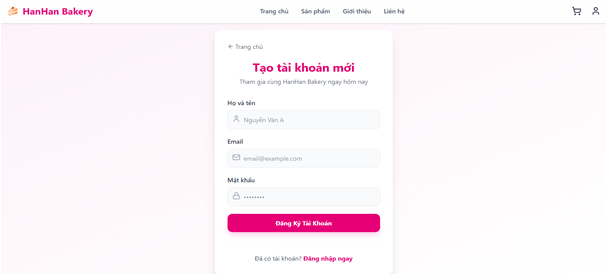 HanHan Bakery
Trang chủ Sản phẩm Giới thiệu Liên hệ
← Trang chủ
Tạo tài khoản mới
Tham gia cùng HanHan Bakery ngay hôm nay
Họ và tên
Nguyễn Văn A
Email
email@example.com
Mật khẩu
••••••••
Đăng Ký Tài Khoản
Đã có tài khoản? Đăng nhập ngay